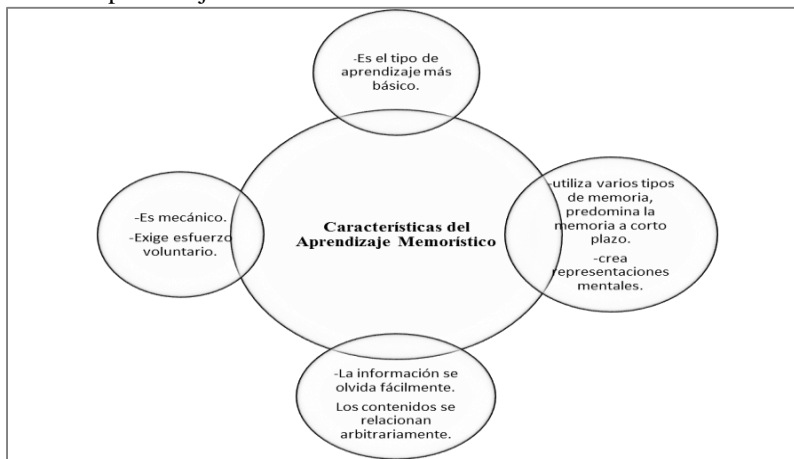 -Es el tipo de
aprendizaje más
básico.
-Es mecánico.
-Exige esfuerzo
voluntario.
Características del
Aprendizaje Memorístico
-utiliza varios tipos
de memoria,
predomina la
memoria a corto
plazo.
-crea
representaciones
mentales.
-La información se
olvida fácilmente.
Los contenidos se
relacionan
arbitrariamente.